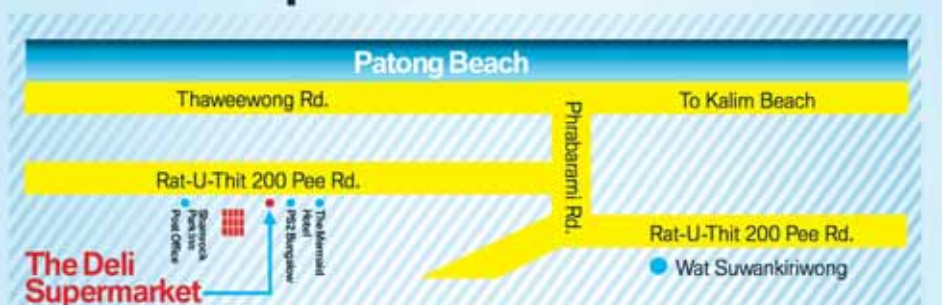 Patong Beach
Thaweewong Rd.
To Kalim Beach
Phrabarami Rd.
Rat-U-Thit 200 Pee Rd.
Shamrock
Park Inn
Post Office
PS2 Bungalow
The Mermaid
Hotel
Rat-U-Thit 200 Pee Rd.
Wat Suwankiriwong
The Deli
Supermarket